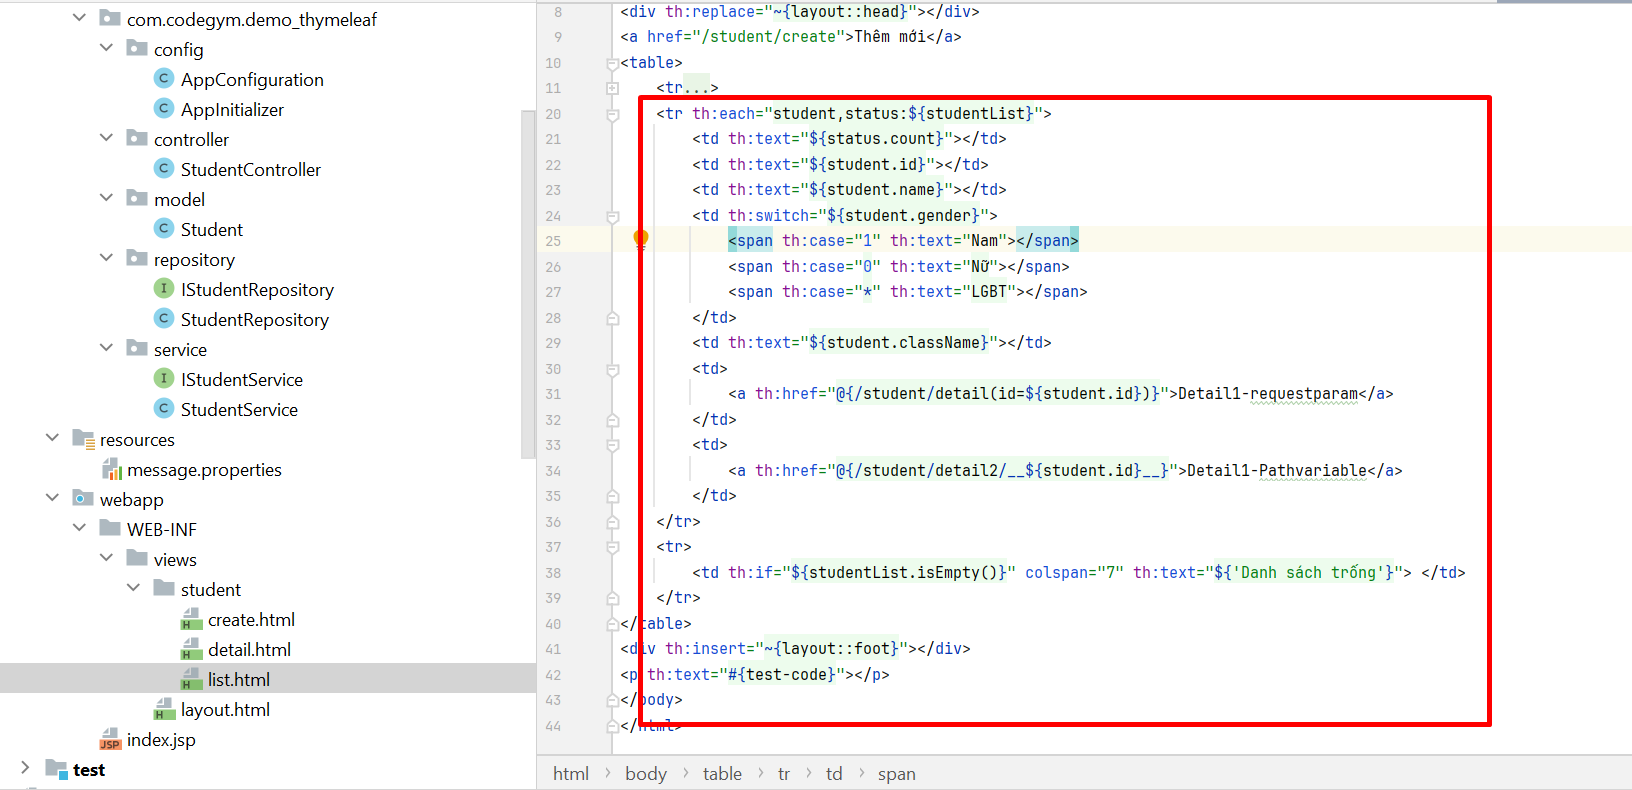 com.codegym.demo_thymeleaf
config
AppConfiguration
AppInitializer
controller
StudentController
model
Student
repository
IStudentRepository
StudentRepository
service
IStudentService
StudentService
resources
message.properties
webapp
WEB-INF
views
student
create.html
detail.html
list.html
layout.html
index.jsp
test
8 <div th:replace="~{layout::head}"></div>
9 <a href="/student/create">Thêm mới</a>
10 <table>
11 <tr...>
20 <tr th:each="student,status:${studentList}">
21 <td th:text="${status.count}"></td>
22 <td th:text="${student.id}"></td>
23 <td th:text="${student.name}"></td>
24 <td th:switch="${student.gender}">
25 <span th:case="1" th:text="Nam"></span>
26 <span th:case="0" th:text="Nữ"></span>
27 <span th:case="*" th:text="LGBT"></span>
28 </td>
29 <td th:text="${student.className}"></td>
30 <td>
31 <a th:href="@{/student/detail(id=${student.id})}">Detail1-requestparam</a>
32 </td>
33 <td>
34 <a th:href="@{/student/detail2/__${student.id}__}">Detail1-Pathvariable</a>
35 </td>
36 </tr>
37 <tr>
38 <td th:if="${studentList.isEmpty()}" colspan="7" th:text="${'Danh sách trống'}"> </td>
39 </tr>
40 </table>
41 <div th:insert="~{layout::foot}"></div>
42 <p th:text="#{test-code}"></p>
43 </body>
44 </html>
html > body > table > tr > td > span